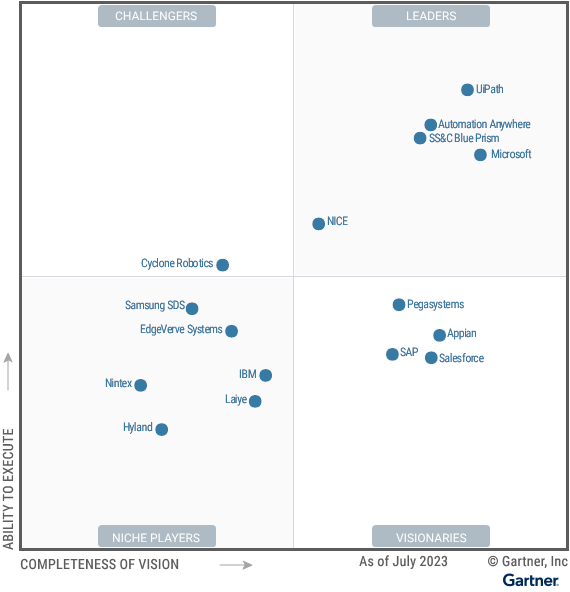 CHALLENGERS
LEADERS
UiPath
Automation Anywhere
SS&C Blue Prism
Microsoft
NICE
Cyclone Robotics
Samsung SDS
EdgeVerve Systems
IBM
Nintex
Laiye
Hyland
Pegasystems
Appian
SAP
Salesforce
ABILITY TO EXECUTE
NICHE PLAYERS
VISIONARIES
COMPLETENESS OF VISION
As of July 2023
© Gartner, Inc
Gartner